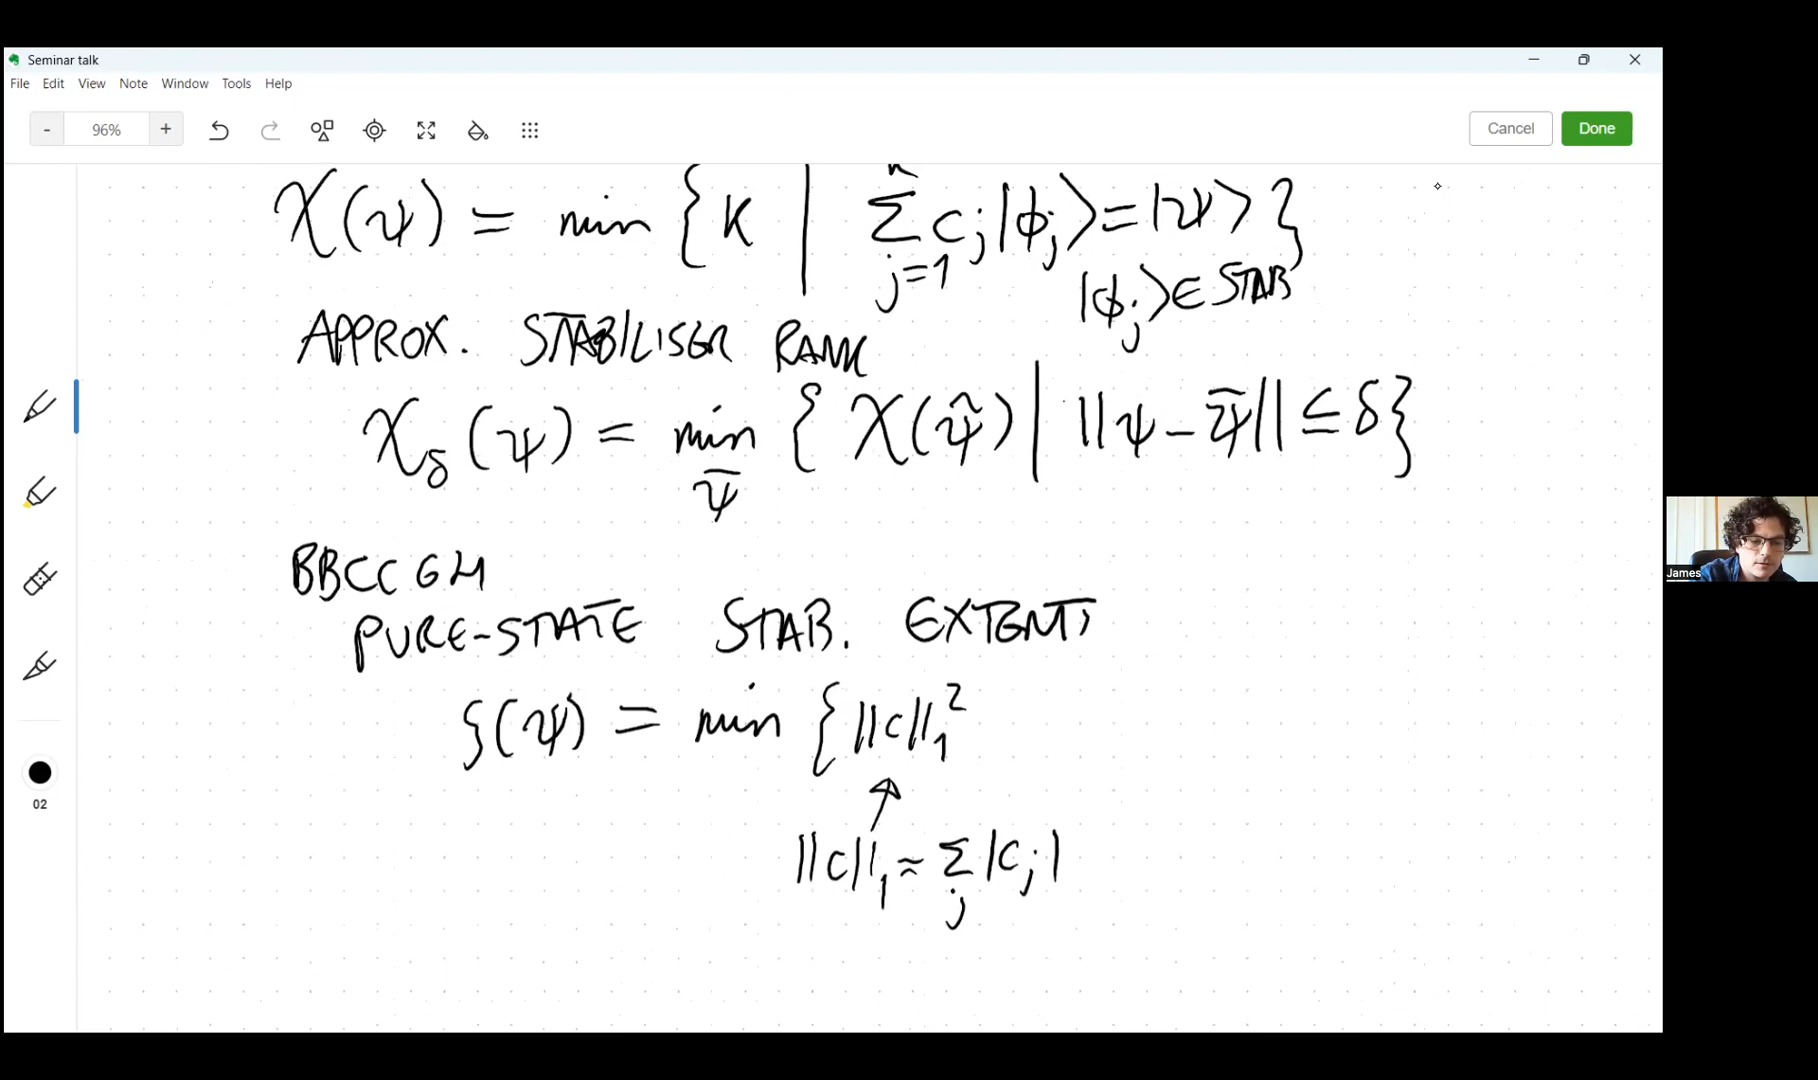 Seminar talk
File Edit View Note Window Tools Help
- 96% + Cancel Done
χ(ψ) = min { K | Σ_{j=1}^{k} c_j |ϕ_j⟩ = |ψ⟩ }
|ϕ_j⟩ ∈ STAB
APPROX. STABILISER RANK
χ_δ (ψ) = min_{ψ̄} { χ(ψ̂) | ||ψ - ψ̄|| ≤ δ }
BBCCGH
PURE-STATE STAB. EXTENT,
ξ(ψ) = min { ||c||_1^2
||c||_1 ≈ Σ_j |c_j|
02
James